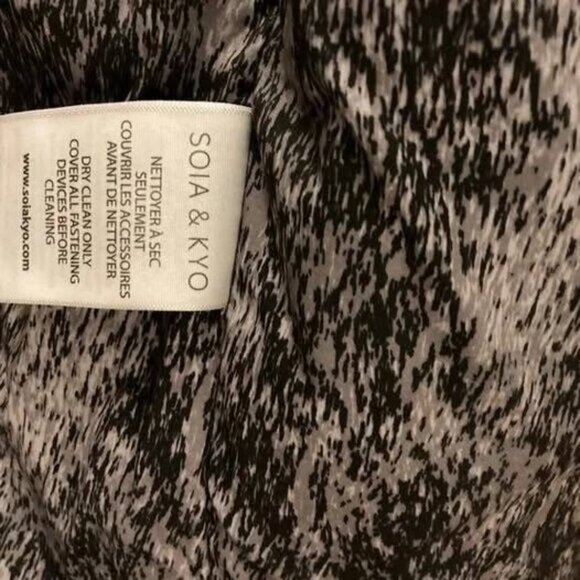 SOIA & KYO
NETTOYER À SEC
SEULEMENT
COUVRIR LES ACCESSOIRES
AVANT DE NETTOYER
DRY CLEAN ONLY
COVER ALL FASTENING
DEVICES BEFORE
CLEANING
www.soiakyo.com